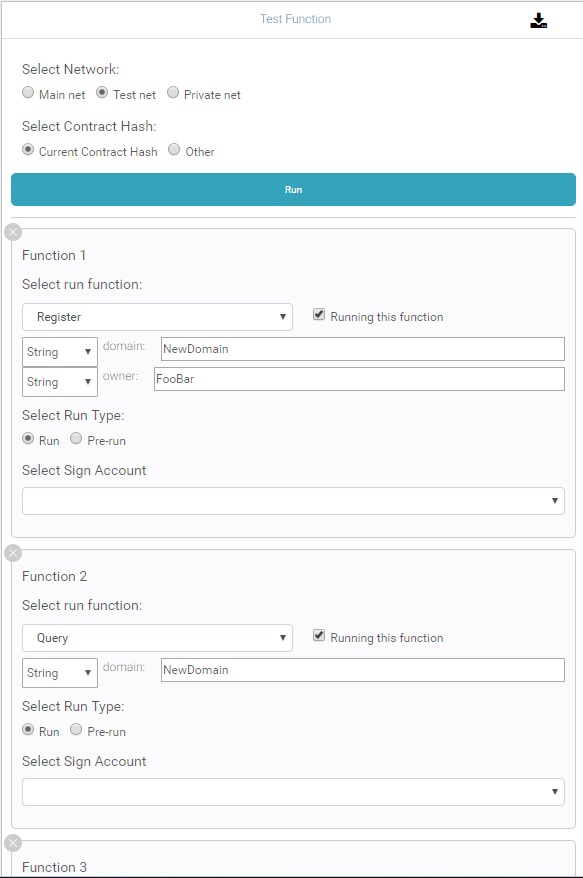 Test Function
Select Network:
Main net Test net Private net
Select Contract Hash:
Current Contract Hash Other
Run
Function 1
Select run function:
Register Running this function
String domain: NewDomain
String owner: FooBar
Select Run Type:
Run Pre-run
Select Sign Account
Function 2
Select run function:
Query Running this function
String domain: NewDomain
Select Run Type:
Run Pre-run
Select Sign Account
Function 3